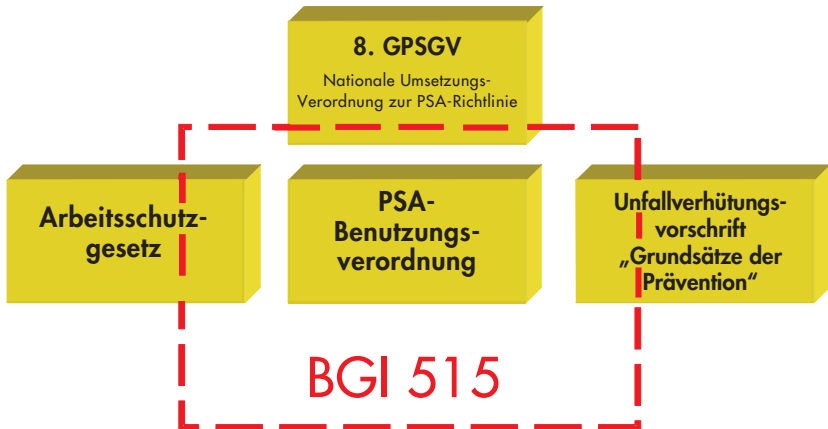 8. GPSGV
Nationale Umsetzungs-
Verordnung zur PSA-Richtlinie
Arbeitsschutz-
gesetz
PSA-
Benutzungs-
verordnung
Unfallverhütungs-
vorschrift
„Grundsätze der
Prävention“
BGI 515